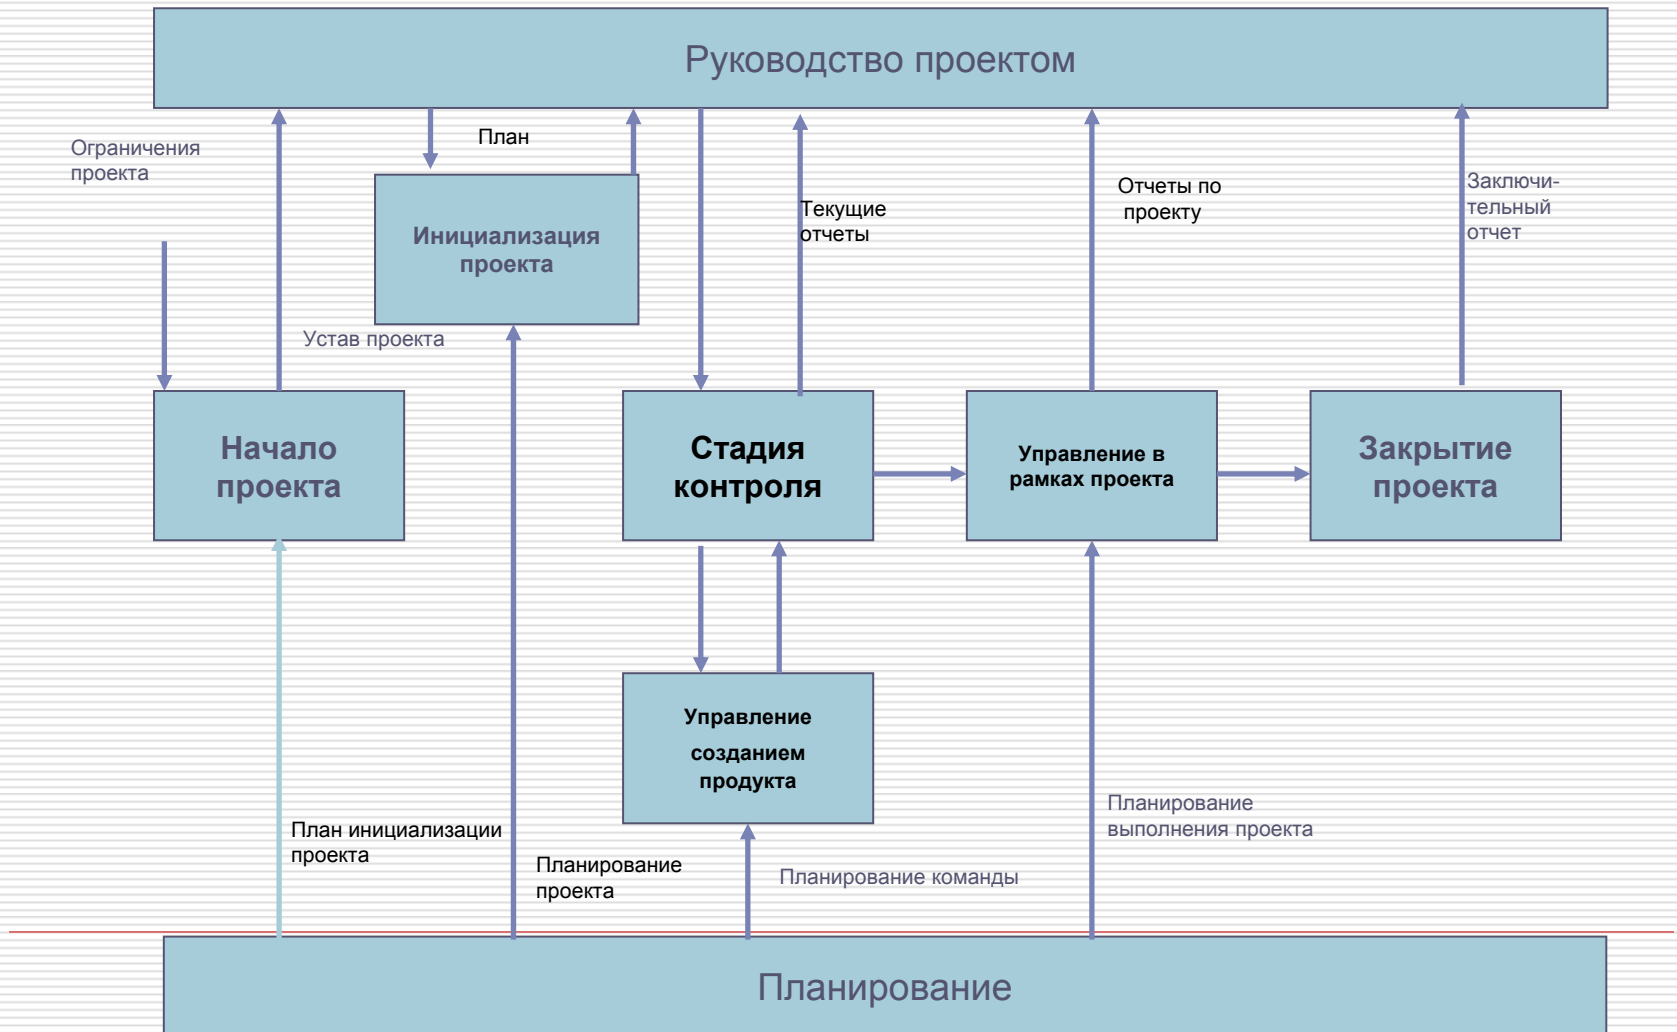 Руководство проектом
Ограничения
проекта
План
Инициализация
проекта
Текущие
отчеты
Отчеты по
проекту
Заключи-
тельный
отчет
Устав проекта
Начало
проекта
Стадия
контроля
Управление в
рамках проекта
Закрытие
проекта
Управление
созданием
продукта
План инициализации
проекта
Планирование
проекта
Планирование команды
Планирование
выполнения проекта
Планирование